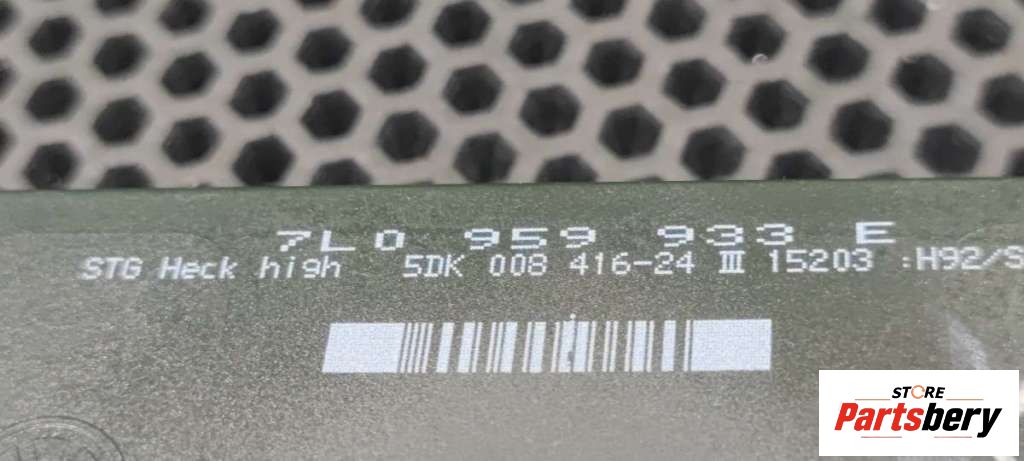 7L0 959 933 E
STG Heck high 5DK 008 416-24 III 15203 :H92/S
STORE
Partsbery